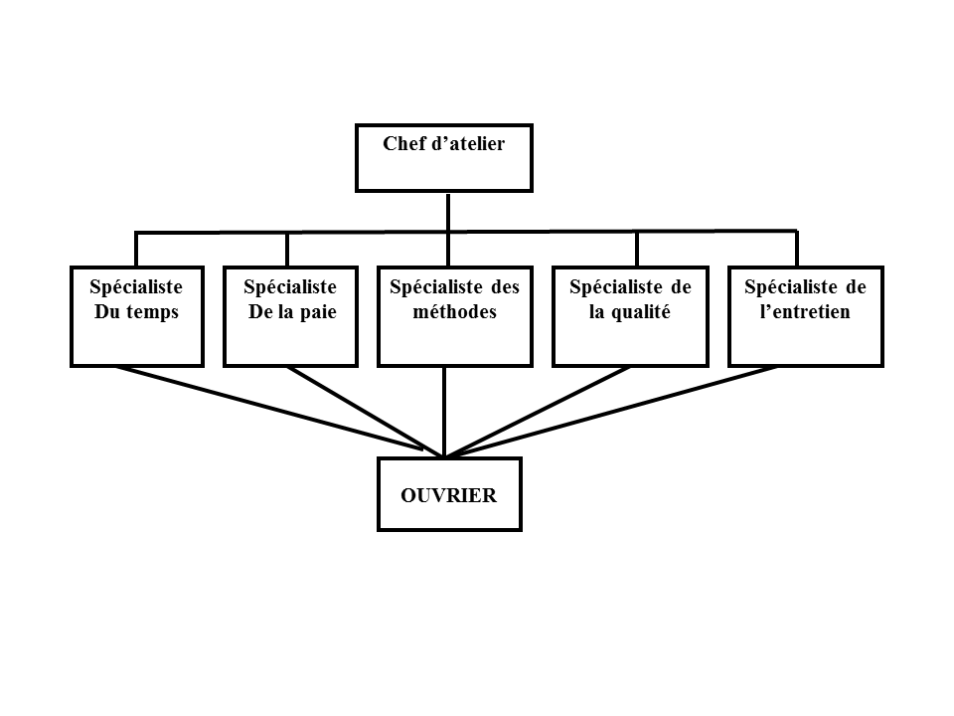 Chef d’atelier
Spécialiste
Du temps
Spécialiste
De la paie
Spécialiste des
méthodes
Spécialiste de
la qualité
Spécialiste de
l’entretien
OUVRIER